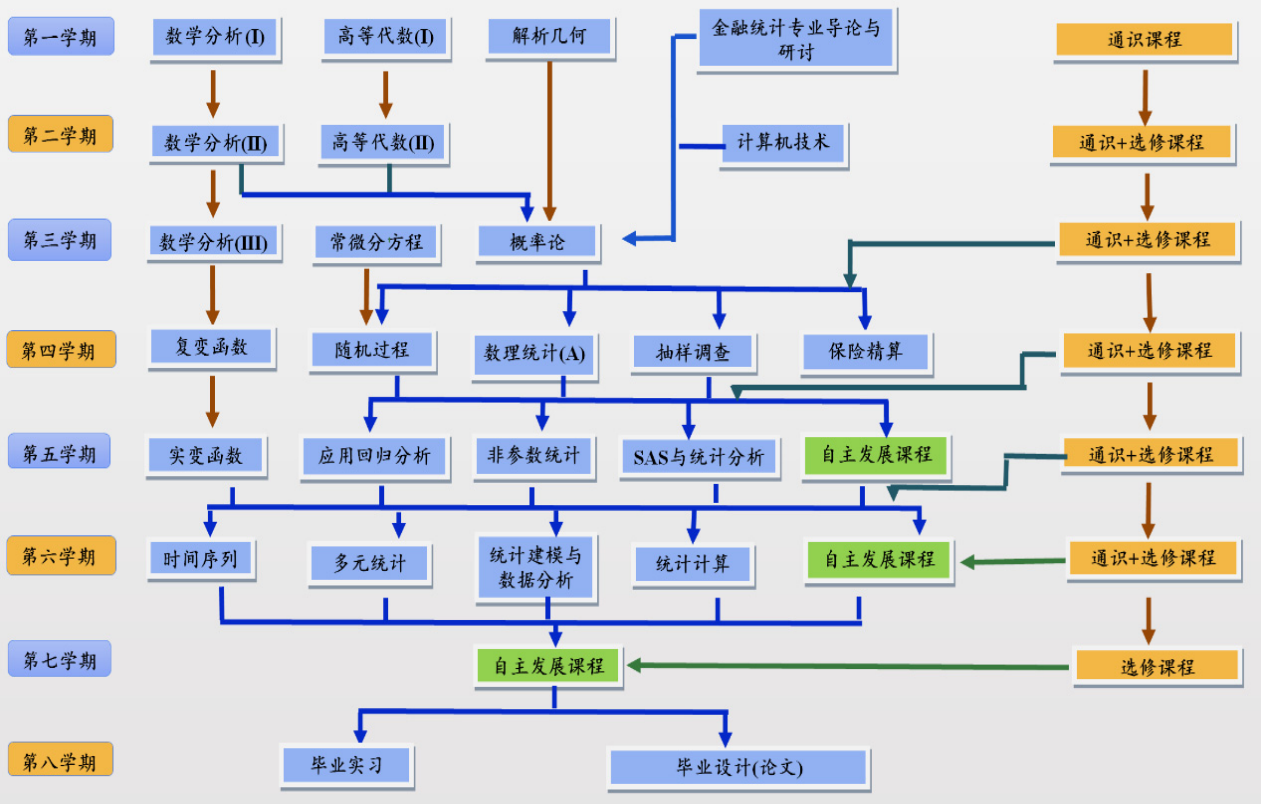 第一学期
数学分析(I)
高等代数(I)
解析几何
金融统计专业导论与
研讨
通识课程
第二学期
数学分析(II)
高等代数(II)
计算机技术
通识+选修课程
第三学期
数学分析(III)
常微分方程
概率论
通识+选修课程
第四学期
复变函数
随机过程
数理统计(A)
抽样调查
保险精算
通识+选修课程
第五学期
实变函数
应用回归分析
非参数统计
SAS与统计分析
自主发展课程
通识+选修课程
第六学期
时间序列
多元统计
统计建模与
数据分析
统计计算
自主发展课程
通识+选修课程
第七学期
自主发展课程
选修课程
第八学期
毕业实习
毕业设计(论文)